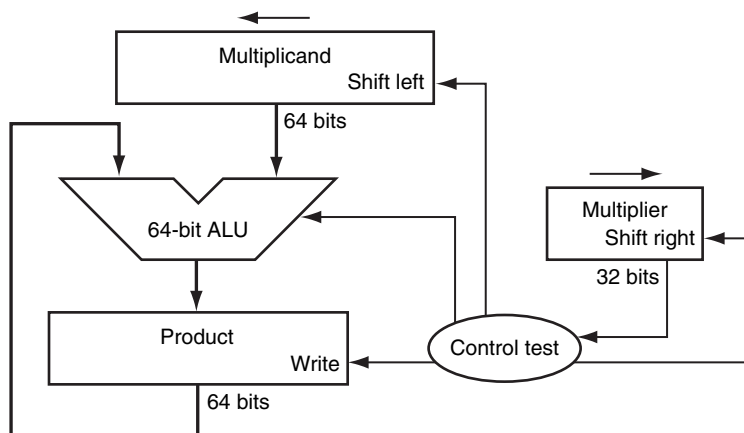 Multiplicand
Shift left
64 bits
64-bit ALU
Multiplier
Shift right
32 bits
Product
Write
Control test
64 bits